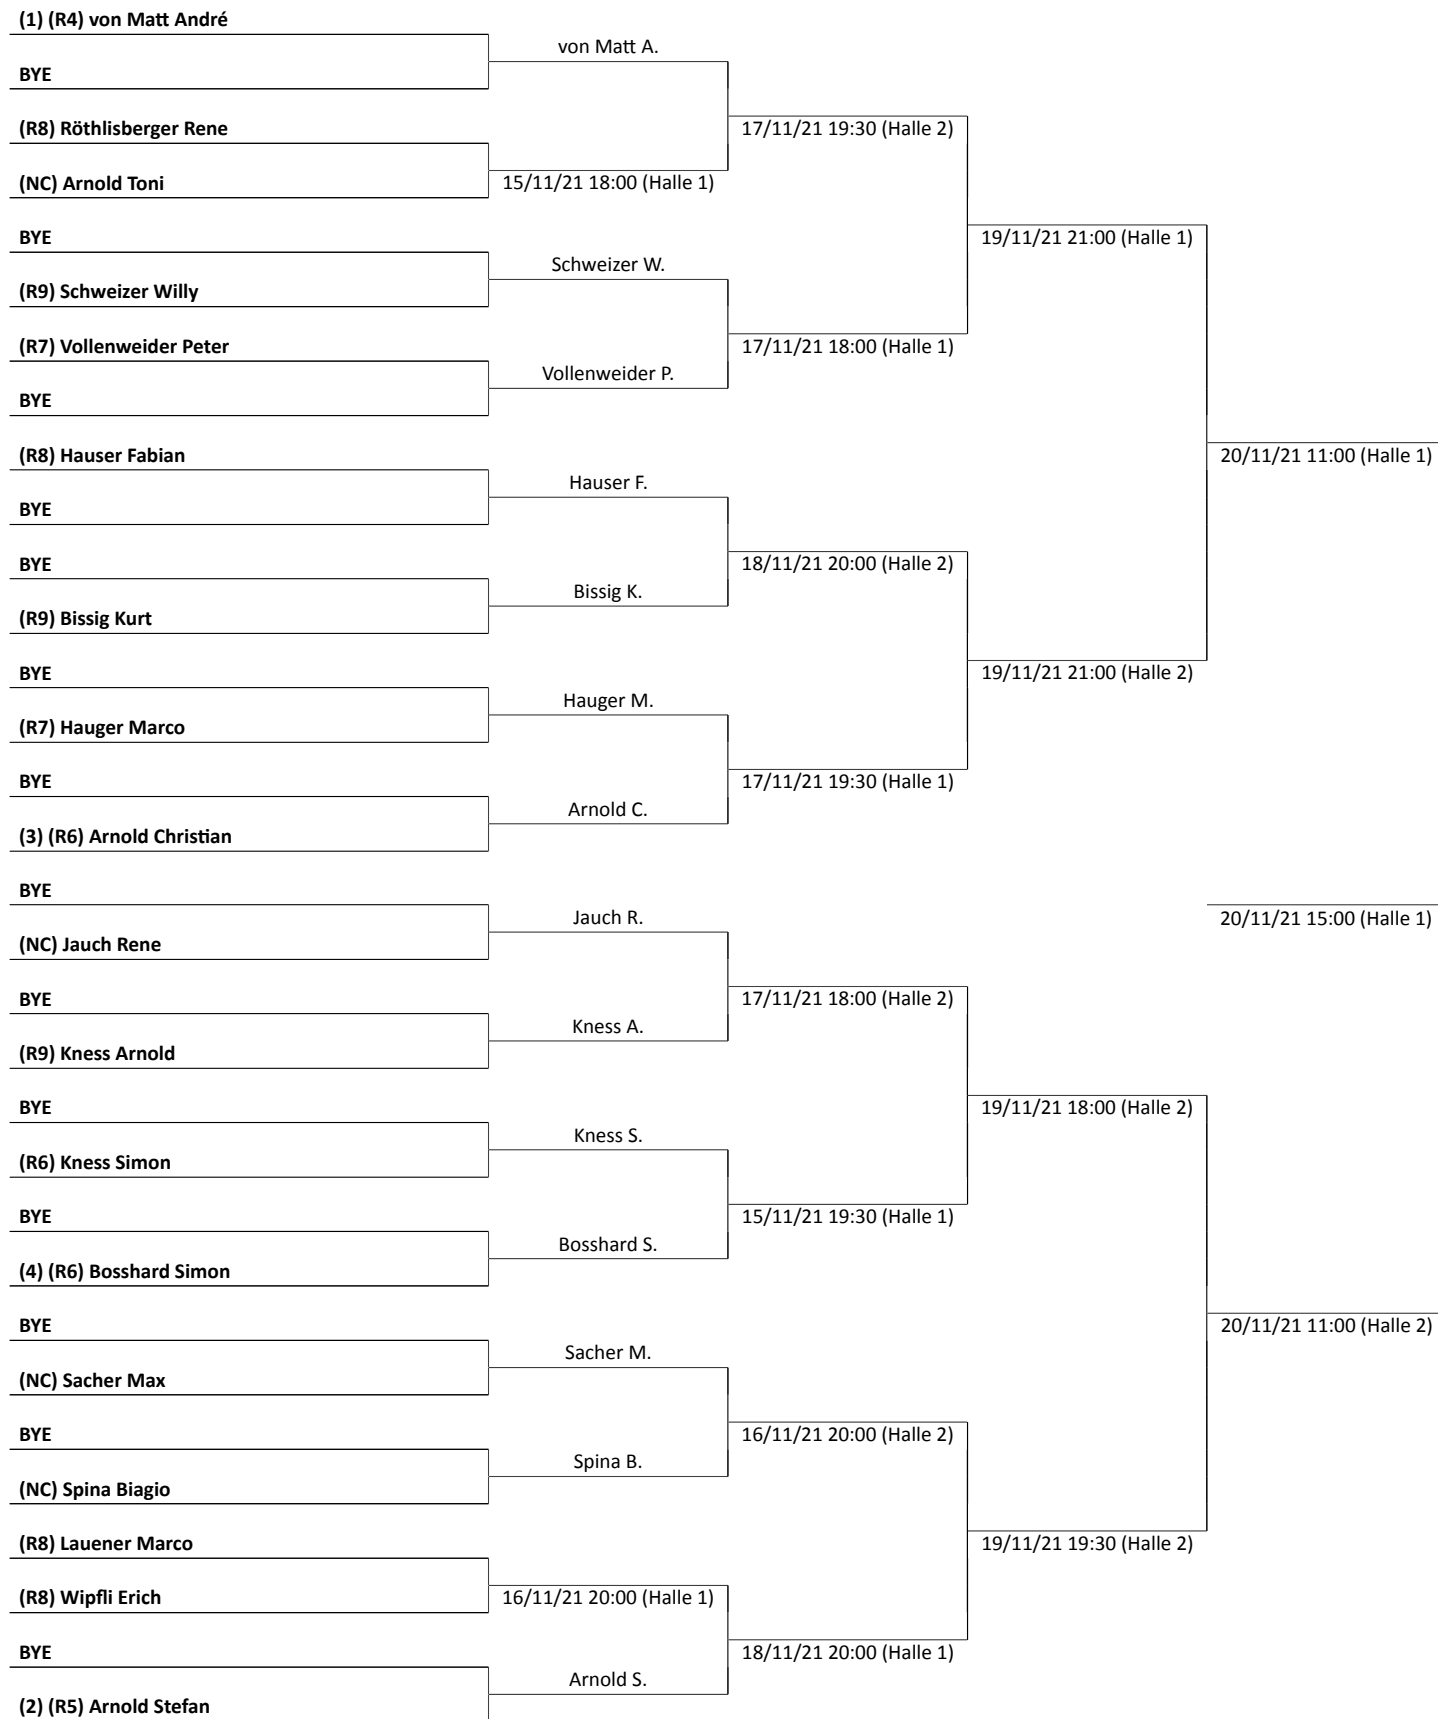 (1) (R4) von Matt André
von Matt A.
BYE
(R8) Röthlisberger Rene
17/11/21 19:30 (Halle 2)
(NC) Arnold Toni
15/11/21 18:00 (Halle 1)
BYE
19/11/21 21:00 (Halle 1)
Schweizer W.
(R9) Schweizer Willy
(R7) Vollenweider Peter
17/11/21 18:00 (Halle 1)
Vollenweider P.
BYE
(R8) Hauser Fabian
20/11/21 11:00 (Halle 1)
Hauser F.
BYE
BYE
18/11/21 20:00 (Halle 2)
Bissig K.
(R9) Bissig Kurt
BYE
19/11/21 21:00 (Halle 2)
Hauger M.
(R7) Hauger Marco
BYE
17/11/21 19:30 (Halle 1)
Arnold C.
(3) (R6) Arnold Christian
BYE
Jauch R.
20/11/21 15:00 (Halle 1)
(NC) Jauch Rene
BYE
17/11/21 18:00 (Halle 2)
Kness A.
(R9) Kness Arnold
BYE
19/11/21 18:00 (Halle 2)
Kness S.
(R6) Kness Simon
BYE
15/11/21 19:30 (Halle 1)
Bosshard S.
(4) (R6) Bosshard Simon
BYE
20/11/21 11:00 (Halle 2)
Sacher M.
(NC) Sacher Max
BYE
16/11/21 20:00 (Halle 2)
Spina B.
(NC) Spina Biagio
(R8) Lauener Marco
19/11/21 19:30 (Halle 2)
(R8) Wipfli Erich
16/11/21 20:00 (Halle 1)
BYE
18/11/21 20:00 (Halle 1)
Arnold S.
(2) (R5) Arnold Stefan